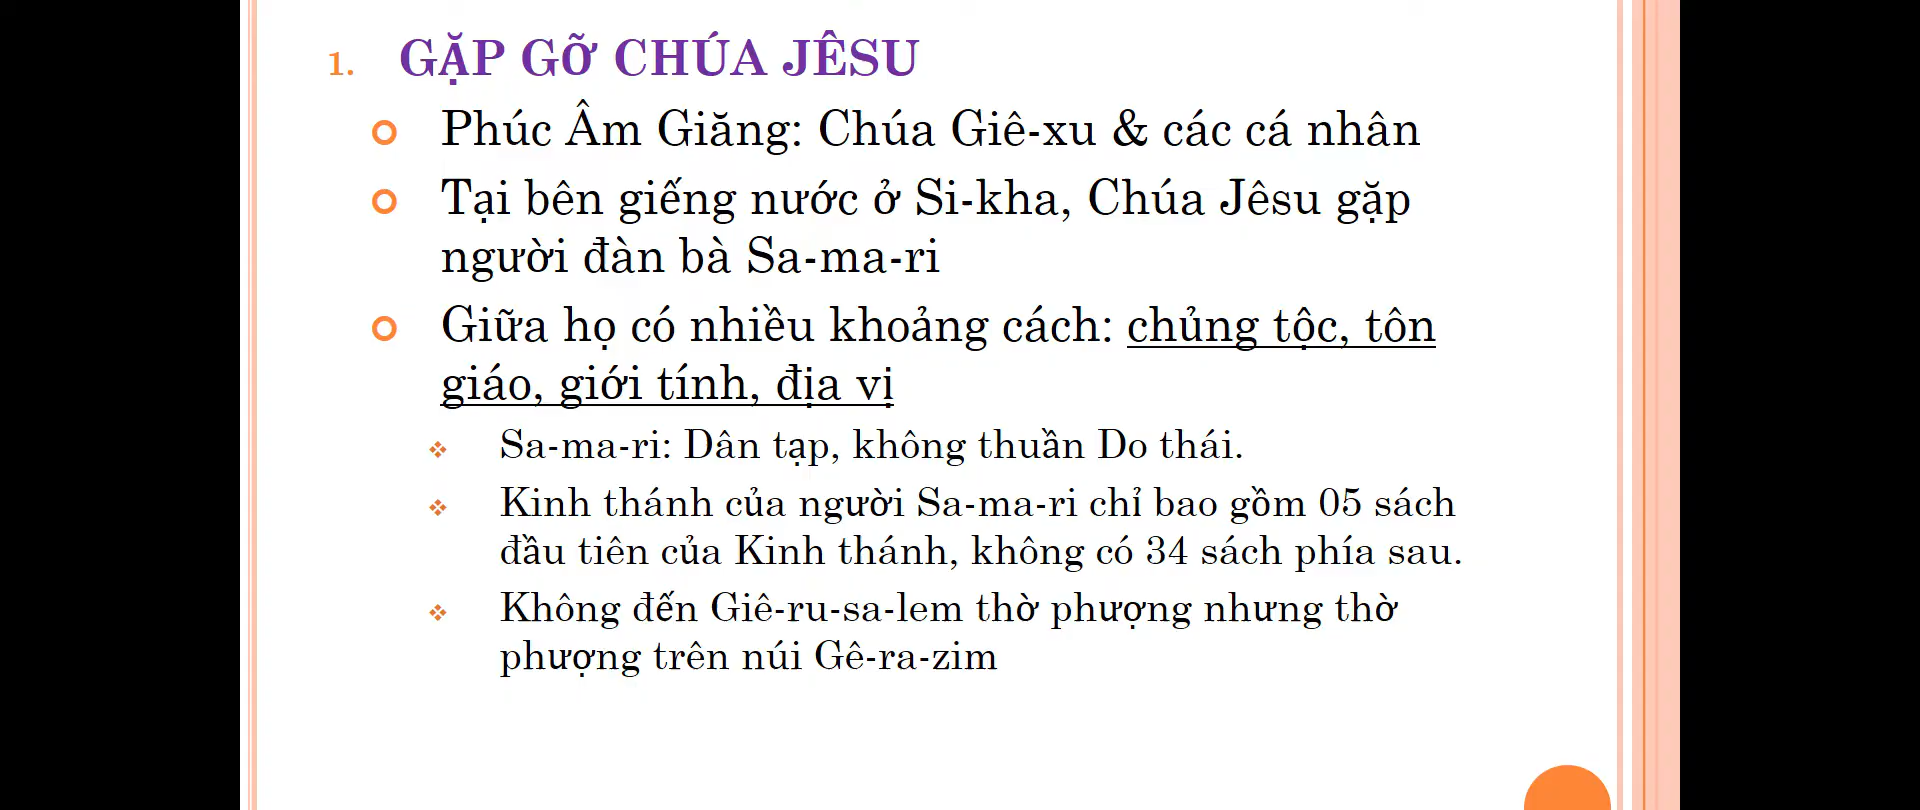 1. GẶP GỠ CHÚA JÊSU
Phúc Âm Giăng: Chúa Giê-xu & các cá nhân
Tại bên giếng nước ở Si-kha, Chúa Jêsu gặp
người đàn bà Sa-ma-ri
Giữa họ có nhiều khoảng cách: chủng tộc, tôn
giáo, giới tính, địa vị
Sa-ma-ri: Dân tạp, không thuần Do thái.
Kinh thánh của người Sa-ma-ri chỉ bao gồm 05 sách
đầu tiên của Kinh thánh, không có 34 sách phía sau.
Không đến Giê-ru-sa-lem thờ phượng nhưng thờ
phượng trên núi Gê-ra-zim